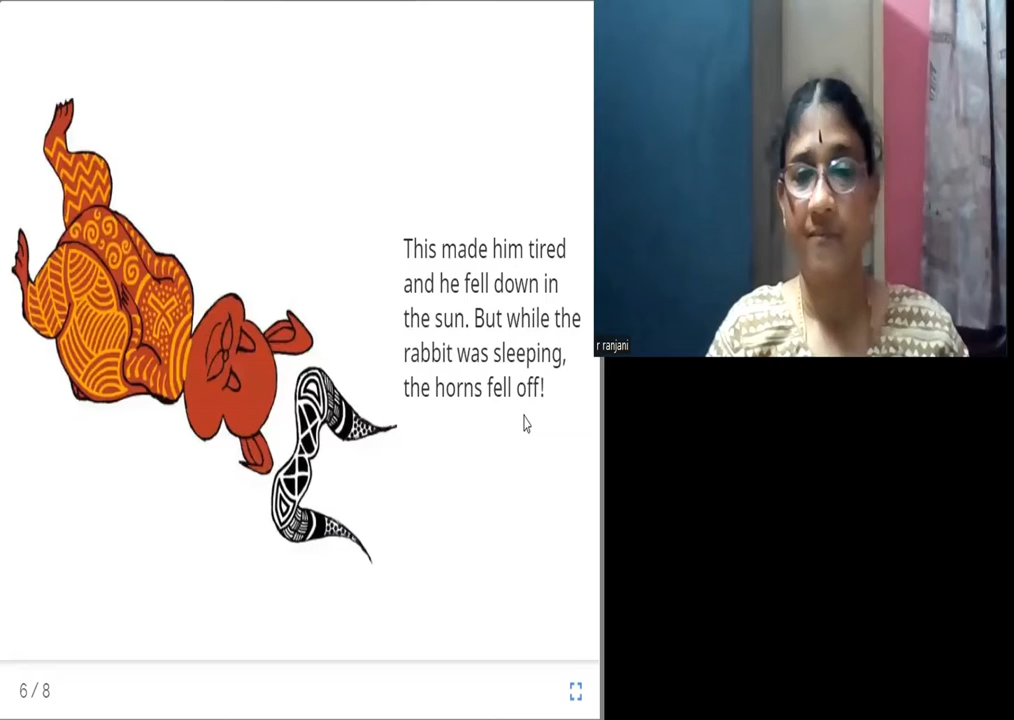 This made him tired
and he fell down in
the sun. But while the
rabbit was sleeping,
the horns fell off!
r ranjani
6 / 8